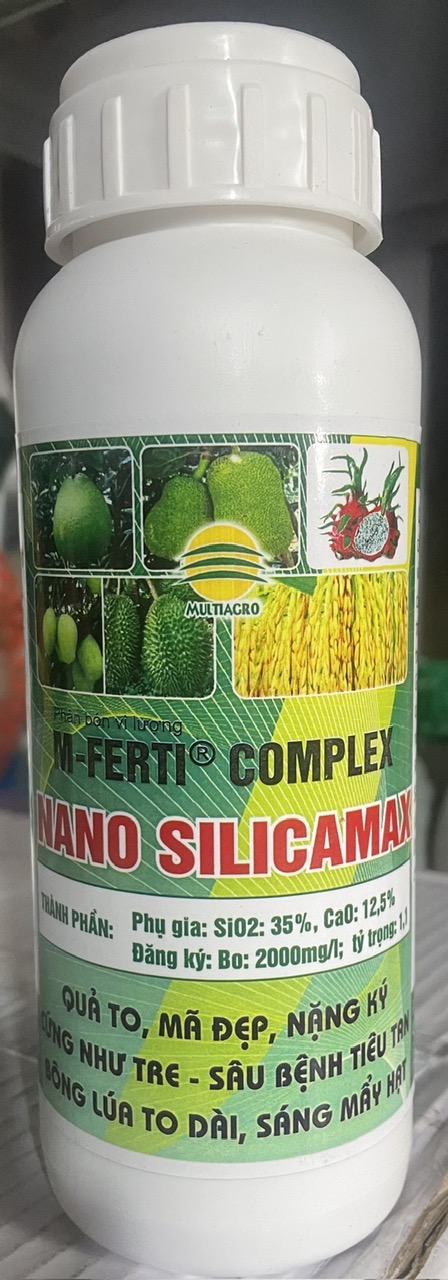 MULTIAGRO
Phân bón vi lượng
M-FERTI® COMPLEX
NANO SILICAMAX
THÀNH PHẦN:
Phụ gia: SiO2: 35%, CaO: 12,5%
Đăng ký: Bo: 2000mg/l; tỷ trọng: 1,1
QUẢ TO, MÃ ĐẸP, NẶNG KÝ
CỨNG NHƯ TRE - SÂU BỆNH TIÊU TAN
BÔNG LÚA TO DÀI, SÁNG MẨY HẠT